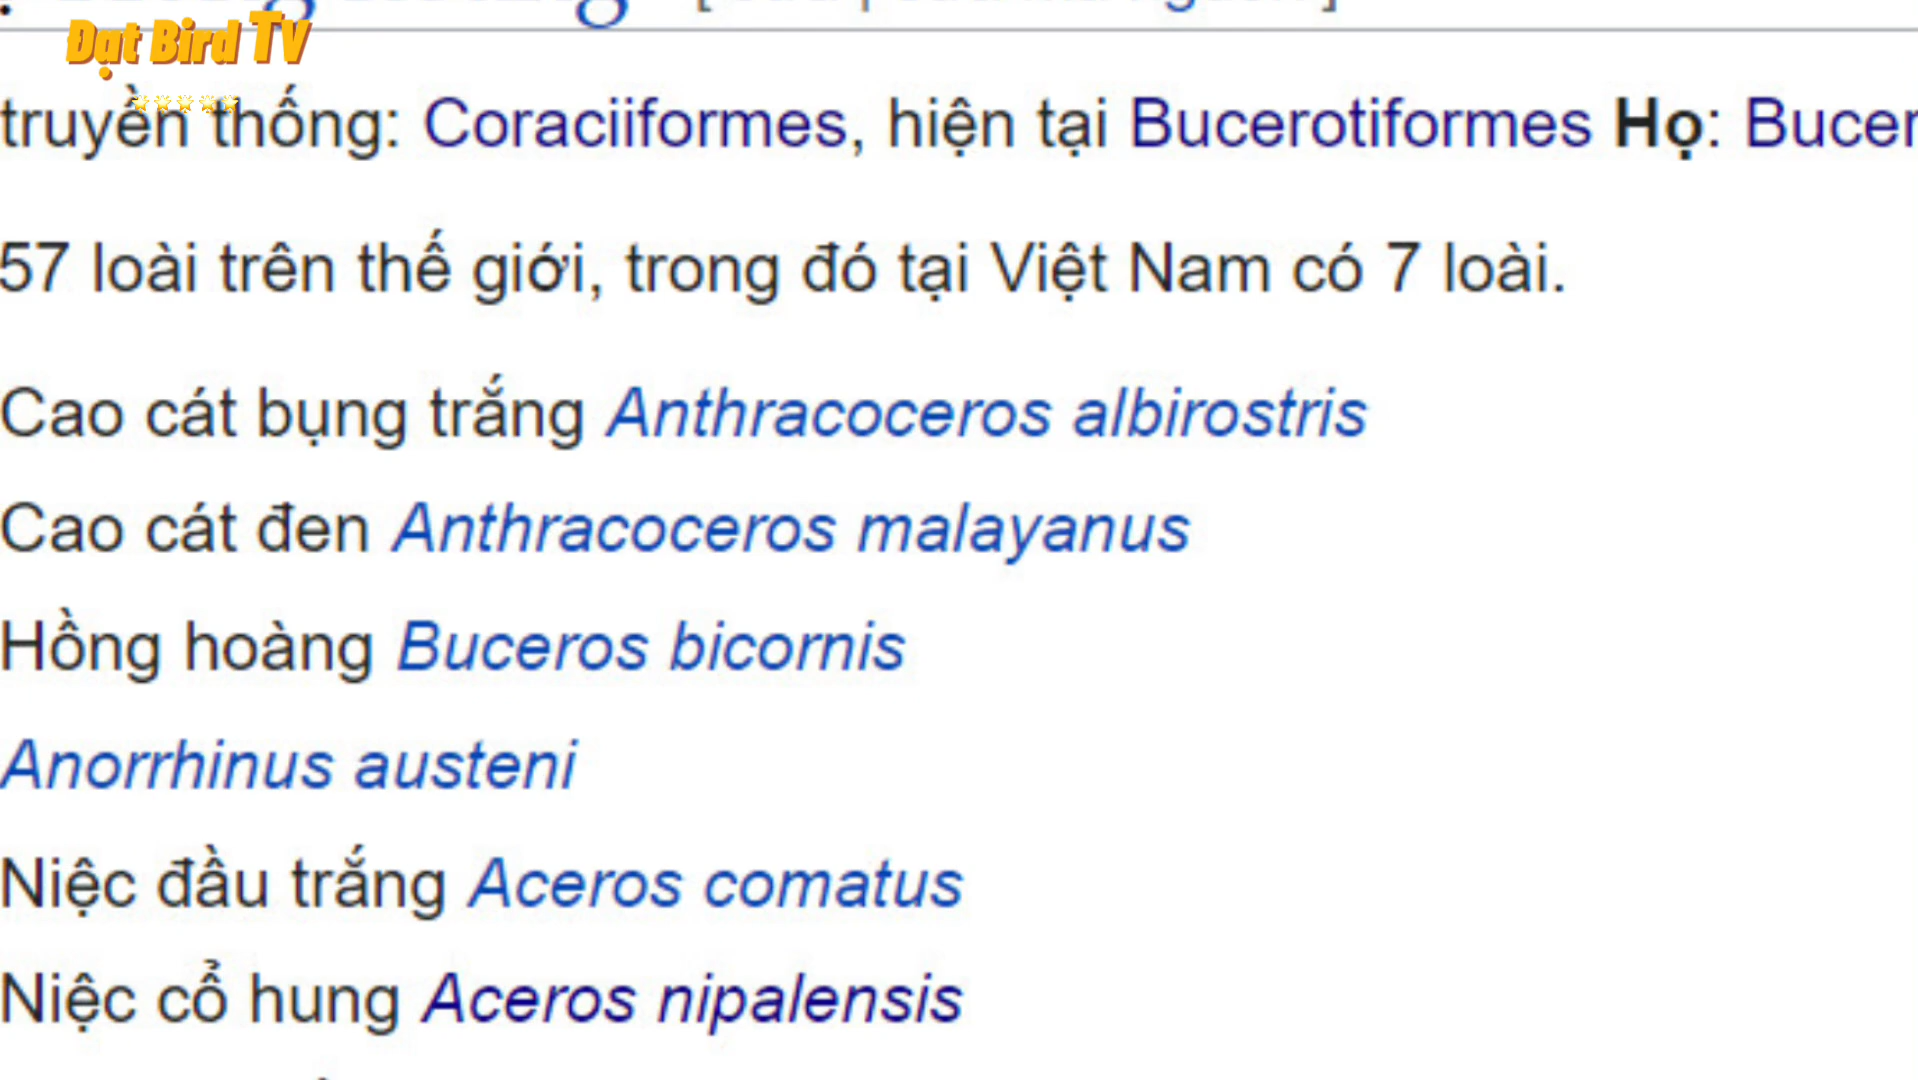 Đạt Bird TV
truyền thống: Coraciiformes, hiện tại Bucerotiformes Họ:
57 loài trên thế giới, trong đó tại Việt Nam có 7 loài.
Cao cát bụng trắng Anthracoceros albirostris
Cao cát đen Anthracoceros malayanus
Hồng hoàng Buceros bicornis
Anorrhinus austeni
Niệc đầu trắng Aceros comatus
Niệc cổ hung Aceros nipalensis